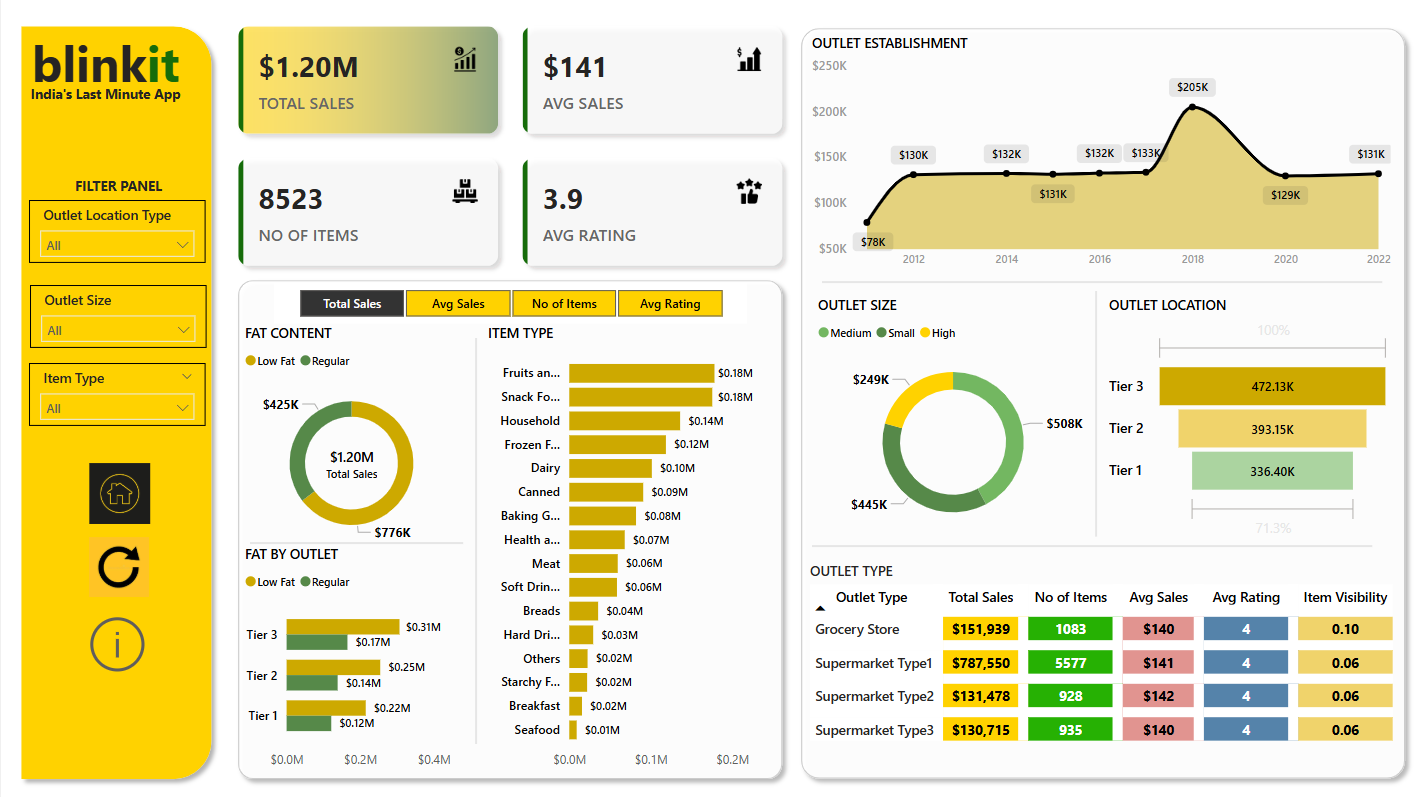 blinkit
India's Last Minute App
FILTER PANEL
Outlet Location Type
All
Outlet Size
All
Item Type
All
$1.20M
TOTAL SALES
$141
AVG SALES
8523
NO OF ITEMS
3.9
AVG RATING
Total Sales Avg Sales No of Items Avg Rating
FAT CONTENT
Low Fat Regular
$425K
$1.20M
Total Sales
$776K
FAT BY OUTLET
Low Fat Regular
Tier 3 $0.31M
$0.17M
Tier 2 $0.25M
$0.14M
Tier 1 $0.22M
$0.12M
$0.0M $0.2M $0.4M
ITEM TYPE
Fruits an... $0.18M
Snack Fo... $0.18M
Household $0.14M
Frozen F... $0.12M
Dairy $0.10M
Canned $0.09M
Baking G... $0.08M
Health a... $0.07M
Meat $0.06M
Soft Drin... $0.06M
Breads $0.04M
Hard Dri... $0.03M
Others $0.02M
Starchy F... $0.02M
Breakfast $0.02M
Seafood $0.01M
$0.0M $0.1M $0.2M
OUTLET ESTABLISHMENT
$250K
$200K
$150K
$100K
$50K
$78K $130K $132K $131K $132K $133K $205K $129K $131K
2012 2014 2016 2018 2020 2022
OUTLET SIZE
Medium Small High
$249K
$508K
$445K
OUTLET LOCATION
100%
Tier 3 472.13K
Tier 2 393.15K
Tier 1 336.40K
71.3%
OUTLET TYPE
Outlet Type Total Sales No of Items Avg Sales Avg Rating Item Visibility
Grocery Store $151,939 1083 $140 4 0.10
Supermarket Type1 $787,550 5577 $141 4 0.06
Supermarket Type2 $131,478 928 $142 4 0.06
Supermarket Type3 $130,715 935 $140 4 0.06